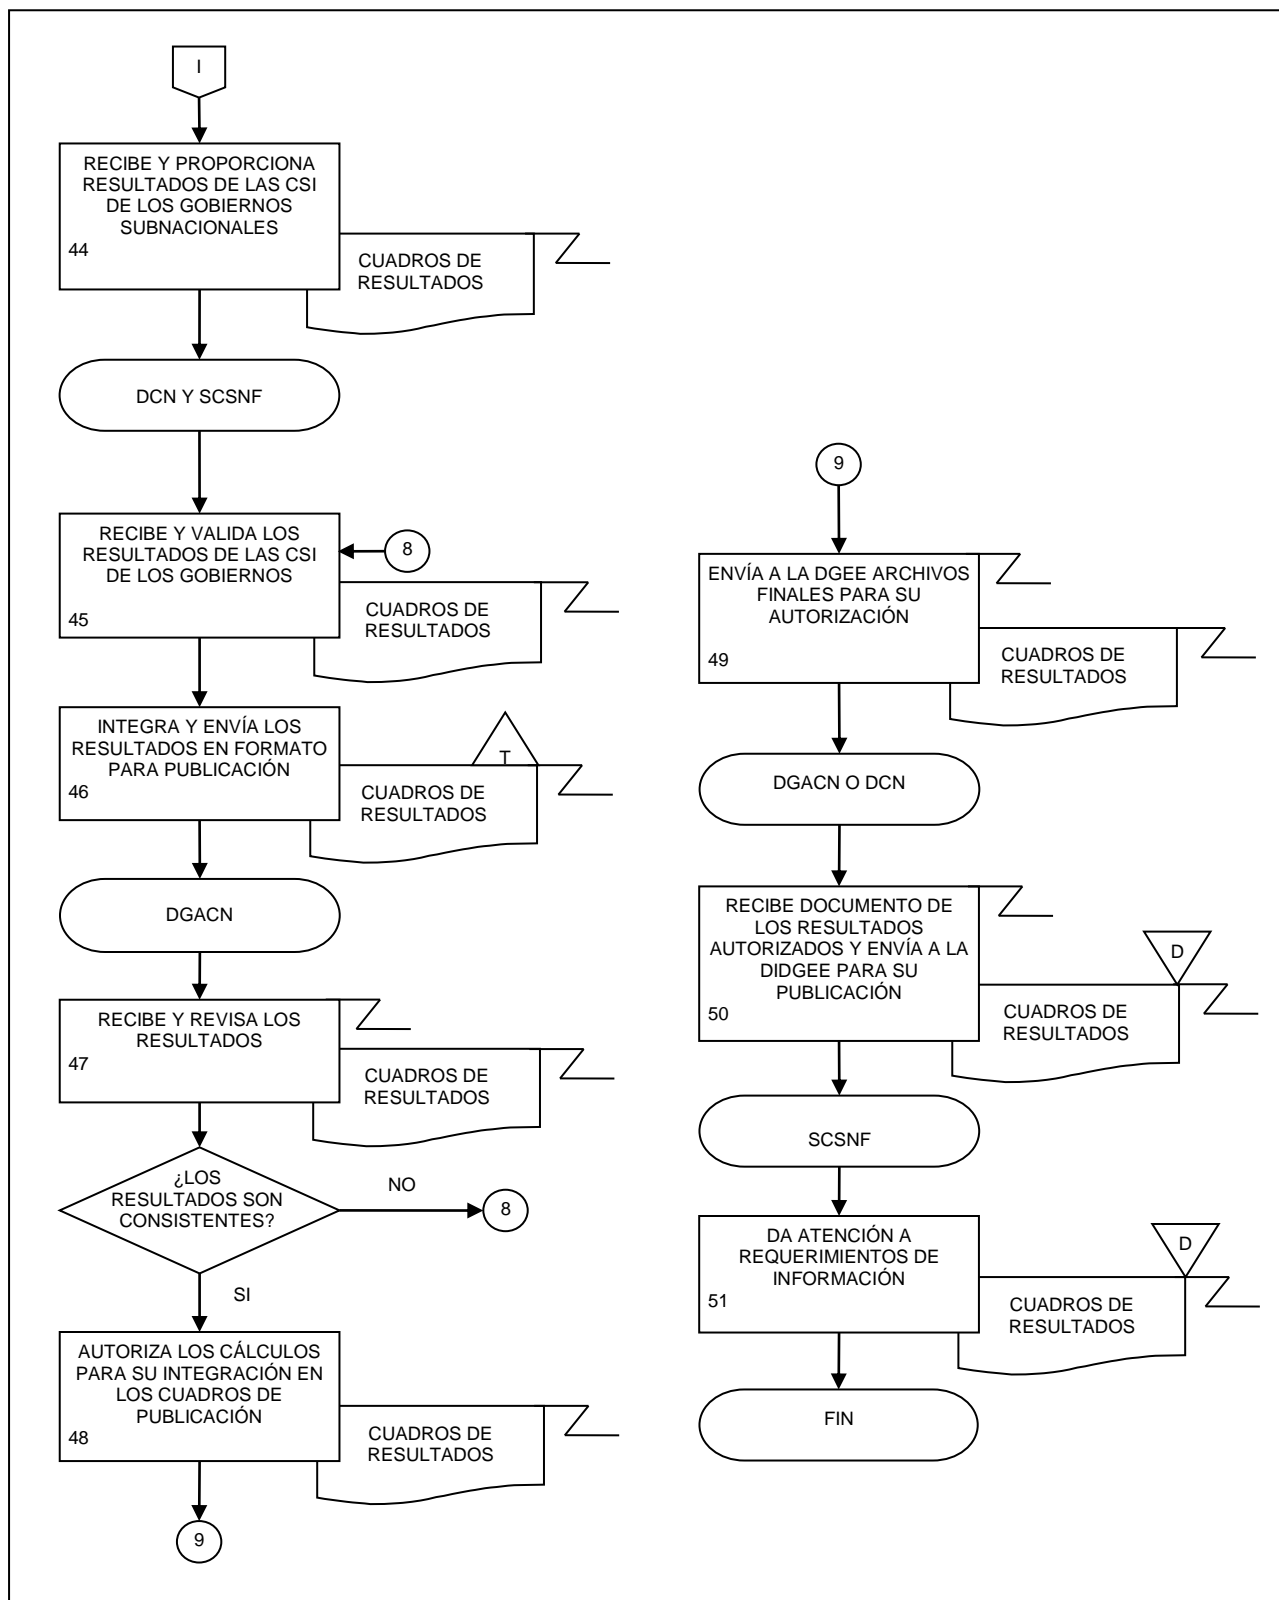 I
RECIBE Y PROPORCIONA
RESULTADOS DE LAS CSI
DE LOS GOBIERNOS
SUBNACIONALES
44
CUADROS DE
RESULTADOS
DCN Y SCSNF
RECIBE Y VALIDA LOS
RESULTADOS DE LAS CSI
DE LOS GOBIERNOS
45
8
CUADROS DE
RESULTADOS
INTEGRA Y ENVÍA LOS
RESULTADOS EN FORMATO
PARA PUBLICACIÓN
46
T
CUADROS DE
RESULTADOS
DGACN
RECIBE Y REVISA LOS
RESULTADOS
47
CUADROS DE
RESULTADOS
¿LOS
RESULTADOS SON
CONSISTENTES?
NO
8
SI
AUTORIZA LOS CÁLCULOS
PARA SU INTEGRACIÓN EN
LOS CUADROS DE
PUBLICACIÓN
48
CUADROS DE
RESULTADOS
9
9
ENVÍA A LA DGEE ARCHIVOS
FINALES PARA SU
AUTORIZACIÓN
49
CUADROS DE
RESULTADOS
DGACN O DCN
RECIBE DOCUMENTO DE
LOS RESULTADOS
AUTORIZADOS Y ENVÍA A LA
DIDGEE PARA SU
PUBLICACIÓN
50
D
CUADROS DE
RESULTADOS
SCSNF
DA ATENCIÓN A
REQUERIMIENTOS DE
INFORMACIÓN
51
D
CUADROS DE
RESULTADOS
FIN